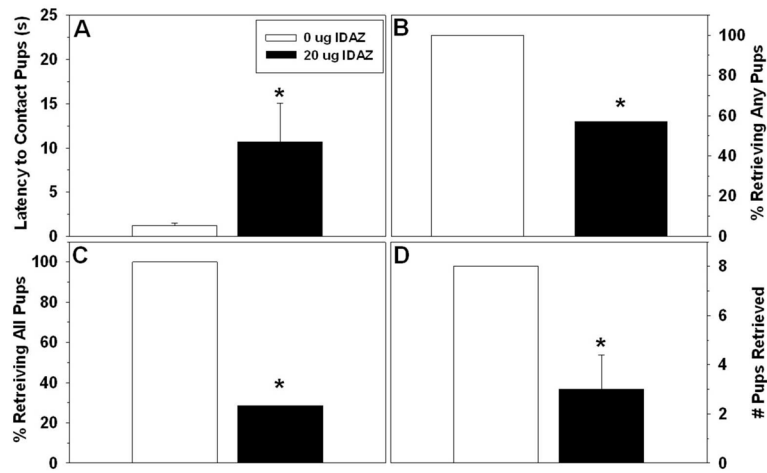 A
B
Latency to Contact Pups (s)
25
20
15
10
5
0
0 ug IDAZ
20 ug IDAZ
*
*
100
80
60
40
20
0
% Retrieving Any Pups
C
D
% Retreiving All Pups
100
80
60
40
20
0
*
*
8
6
4
2
0
# Pups Retrieved